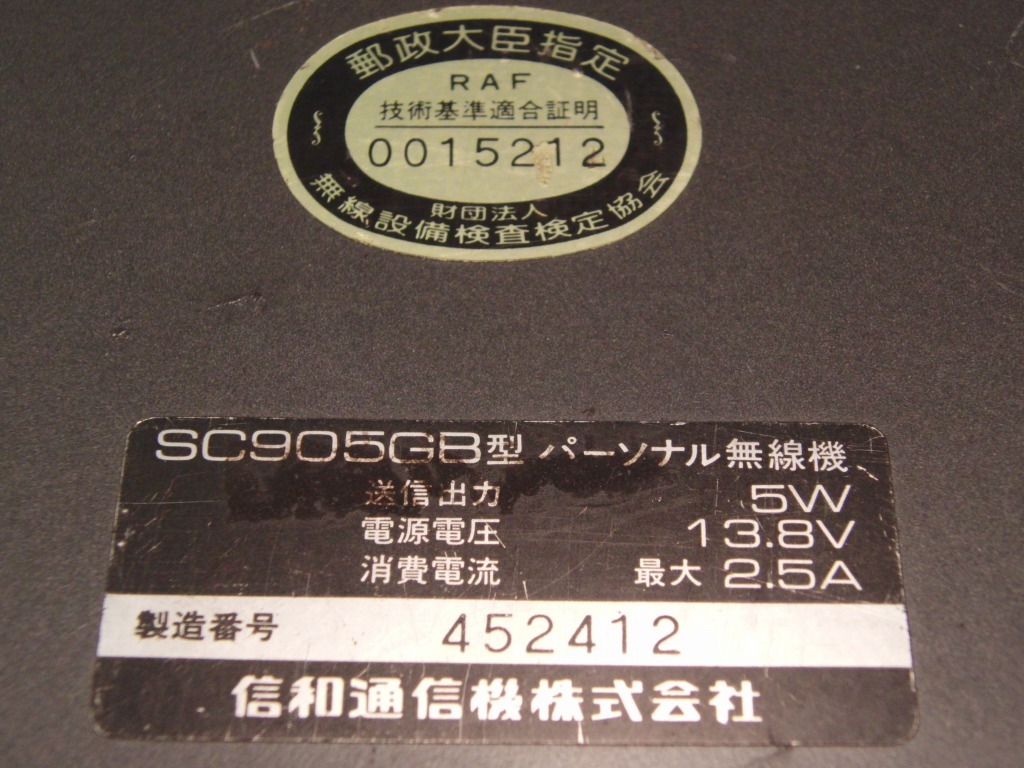 郵政大臣指定
RAF
技術基準適合証明
0015212
財団法人
無線設備検査検定協会
SC905GB型 パーソナル無線機
送信出力 5W
電源電圧 13.8V
消費電流 最大 2.5A
製造番号 452412
信和通信機株式会社